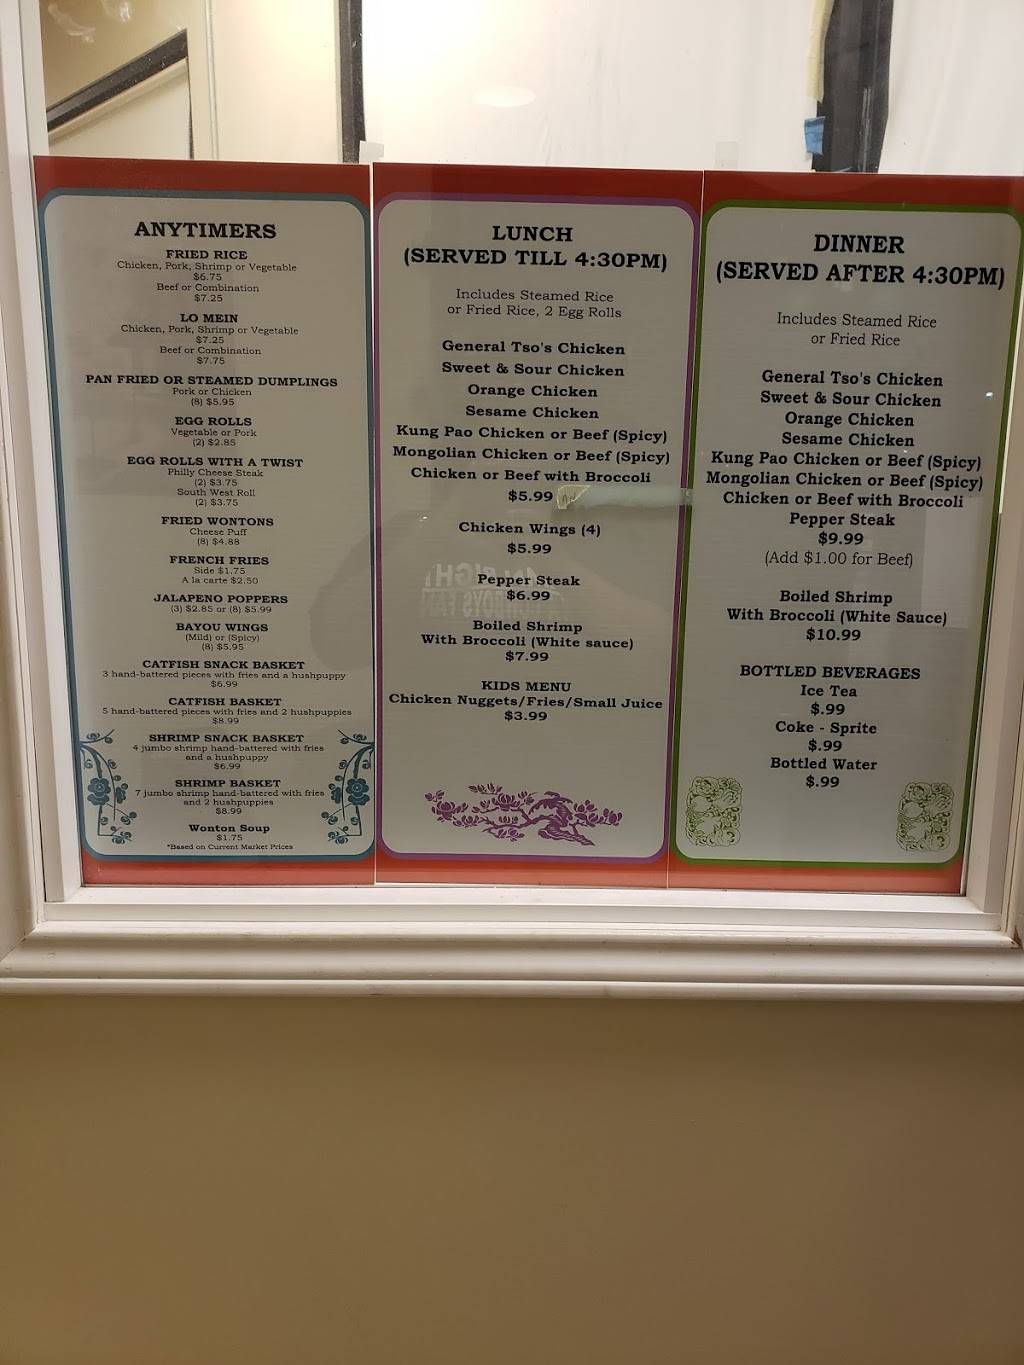 ANYTIMERS
FRIED RICE
Chicken, Pork, Shrimp or Vegetable
$6.75
Beef or Combination
$7.25
LO MEIN
Chicken, Pork, Shrimp or Vegetable
$7.25
Beef or Combination
$7.75
PAN FRIED OR STEAMED DUMPLINGS
Pork or Chicken
(8) $5.95
EGG ROLLS
Vegetable or Pork
(2) $2.85
EGG ROLLS WITH A TWIST
Philly Cheese Steak
(2) $3.75
South West Roll
(2) $3.75
FRIED WONTONS
Cheese Puff
(8) $4.88
FRENCH FRIES
Side $1.75
A la carte $2.50
JALAPENO POPPERS
(3) $2.85 or (8) $5.99
BAYOU WINGS
(Mild) or (Spicy)
(8) $5.95
CATFISH SNACK BASKET
3 hand-battered pieces with fries and a hushpuppy
$6.99
CATFISH BASKET
5 hand-battered pieces with fries and 2 hushpuppies
$8.99
SHRIMP SNACK BASKET
4 jumbo shrimp hand-battered with fries
and a hushpuppy
$6.99
SHRIMP BASKET
7 jumbo shrimp hand-battered with fries
and 2 hushpuppies
$8.99
Wonton Soup
$1.75
*Based on Current Market Prices
LUNCH
(SERVED TILL 4:30PM)
Includes Steamed Rice
or Fried Rice, 2 Egg Rolls
General Tso's Chicken
Sweet & Sour Chicken
Orange Chicken
Sesame Chicken
Kung Pao Chicken or Beef (Spicy)
Mongolian Chicken or Beef (Spicy)
Chicken or Beef with Broccoli
$5.99
Chicken Wings (4)
$5.99
Pepper Steak
$6.99
Boiled Shrimp
With Broccoli (White sauce)
$7.99
KIDS MENU
Chicken Nuggets/Fries/Small Juice
$3.99
DINNER
(SERVED AFTER 4:30PM)
Includes Steamed Rice
or Fried Rice
General Tso's Chicken
Sweet & Sour Chicken
Orange Chicken
Sesame Chicken
Kung Pao Chicken or Beef (Spicy)
Mongolian Chicken or Beef (Spicy)
Chicken or Beef with Broccoli
Pepper Steak
$9.99
(Add $1.00 for Beef)
Boiled Shrimp
With Broccoli (White Sauce)
$10.99
BOTTLED BEVERAGES
Ice Tea
$.99
Coke - Sprite
$.99
Bottled Water
$.99